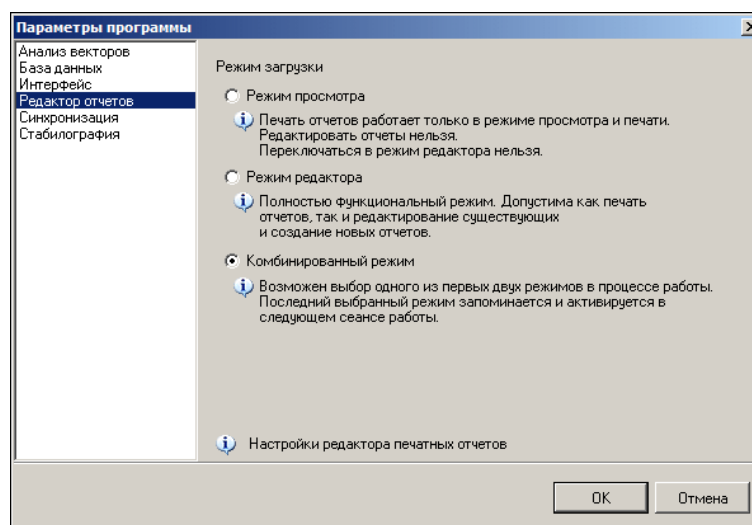 Параметры программы
Анализ векторов
База данных
Интерфейс
Редактор отчетов
Синхронизация
Стабилография
Режим загрузки
Режим просмотра
Печать отчетов работает только в режиме просмотра и печати.
Редактировать отчеты нельзя.
Переключаться в режим редактора нельзя.
Режим редактора
Полностью функциональный режим. Допустима как печать
отчетов, так и редактирование существующих
и создание новых отчетов.
Комбинированный режим
Возможен выбор одного из первых двух режимов в процессе работы.
Последний выбранный режим запоминается и активируется в
следующем сеансе работы.
Настройки редактора печатных отчетов
OK
Отмена